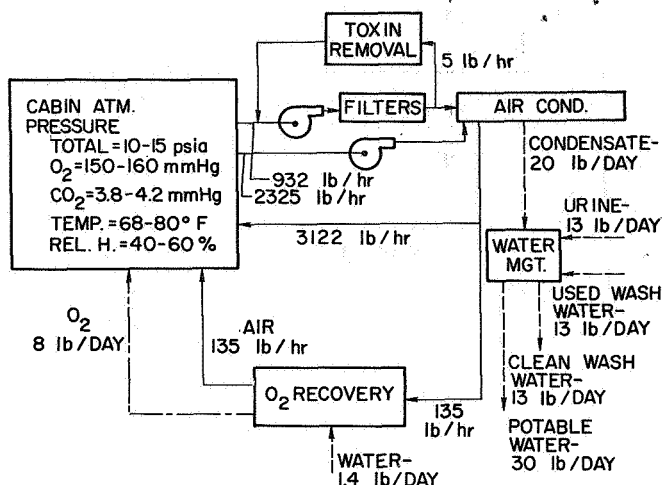 TOXIN
REMOVAL
5 lb/hr
CABIN ATM.
PRESSURE
TOTAL = 10-15 psia
O₂=150-160 mmHg
CO₂=3.8-4.2 mmHg
TEMP.=68-80° F
REL. H.=40-60 %
FILTERS
AIR COND.
932 lb/hr
2325 lb/hr
3122 lb/hr
CONDENSATE-
20 lb/DAY
URINE-
13 lb/DAY
WATER
MGT.
USED WASH
WATER-
13 lb/DAY
CLEAN WASH
WATER-
13 lb/DAY
POTABLE
WATER-
30 lb/DAY
O₂
8 lb/DAY
AIR
135 lb/hr
O₂ RECOVERY
135
lb/hr
WATER-
1.4 lb/DAY